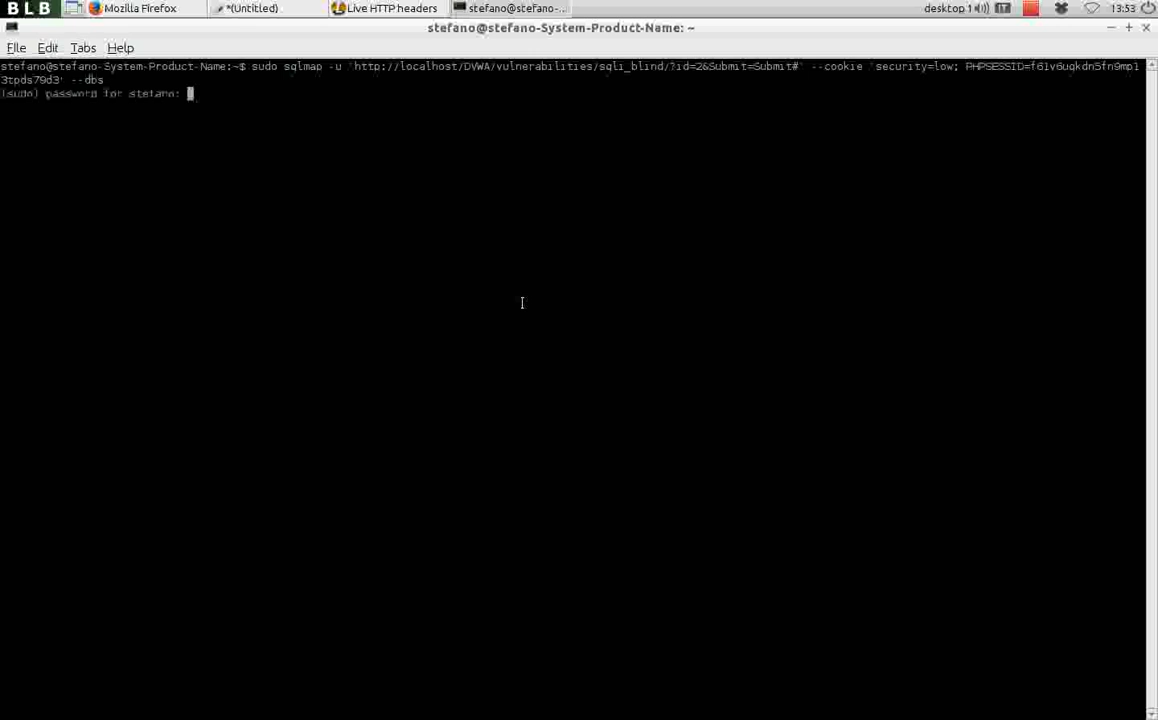 BLB Mozilla Firefox *(Untitled) Live HTTP headers stefano@stefano-... desktop 1 IT 13:53
stefano@stefano-System-Product-Name: ~
File Edit Tabs Help
stefano@stefano-System-Product-Name:~$ sudo sqlmap -u 'http://localhost/DVWA/vulnerabilities/sqli_blind/?id=2&Submit=Submit#' --cookie 'security=low;
--dbs
[sudo] password for stefano: